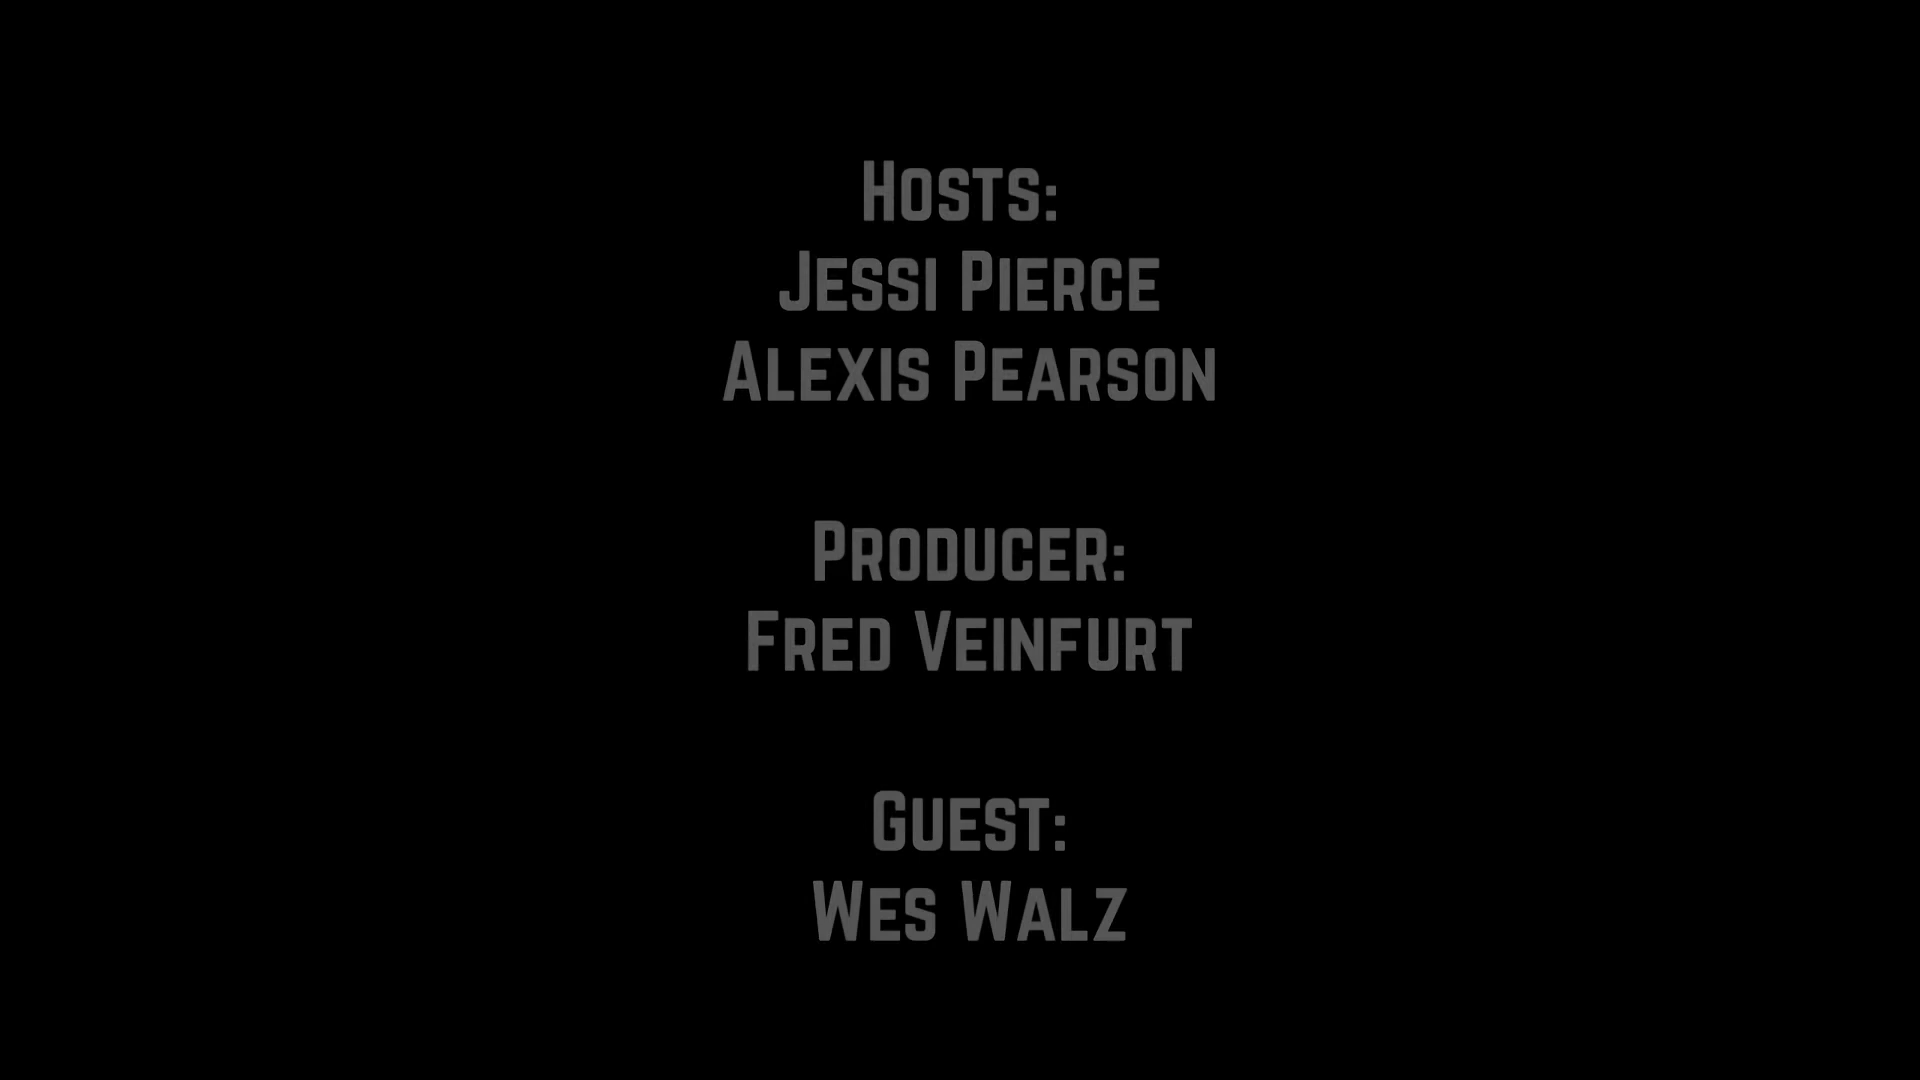 Hosts:
Jessi Pierce
Alexis Pearson
Producer:
Fred Veinfurt
Guest:
Wes Walz